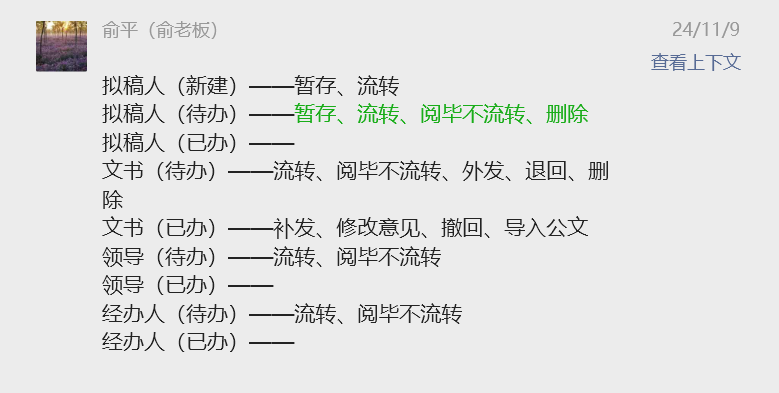 俞平（俞老板）
24/11/9
查看上下文
拟稿人（新建）——暂存、流转
拟稿人（待办）——暂存、流转、阅毕不流转、删除
拟稿人（已办）——
文书（待办）——流转、阅毕不流转、外发、退回、删
除
文书（已办）——补发、修改意见、撤回、导入公文
领导（待办）——流转、阅毕不流转
领导（已办）——
经办人（待办）——流转、阅毕不流转
经办人（已办）——